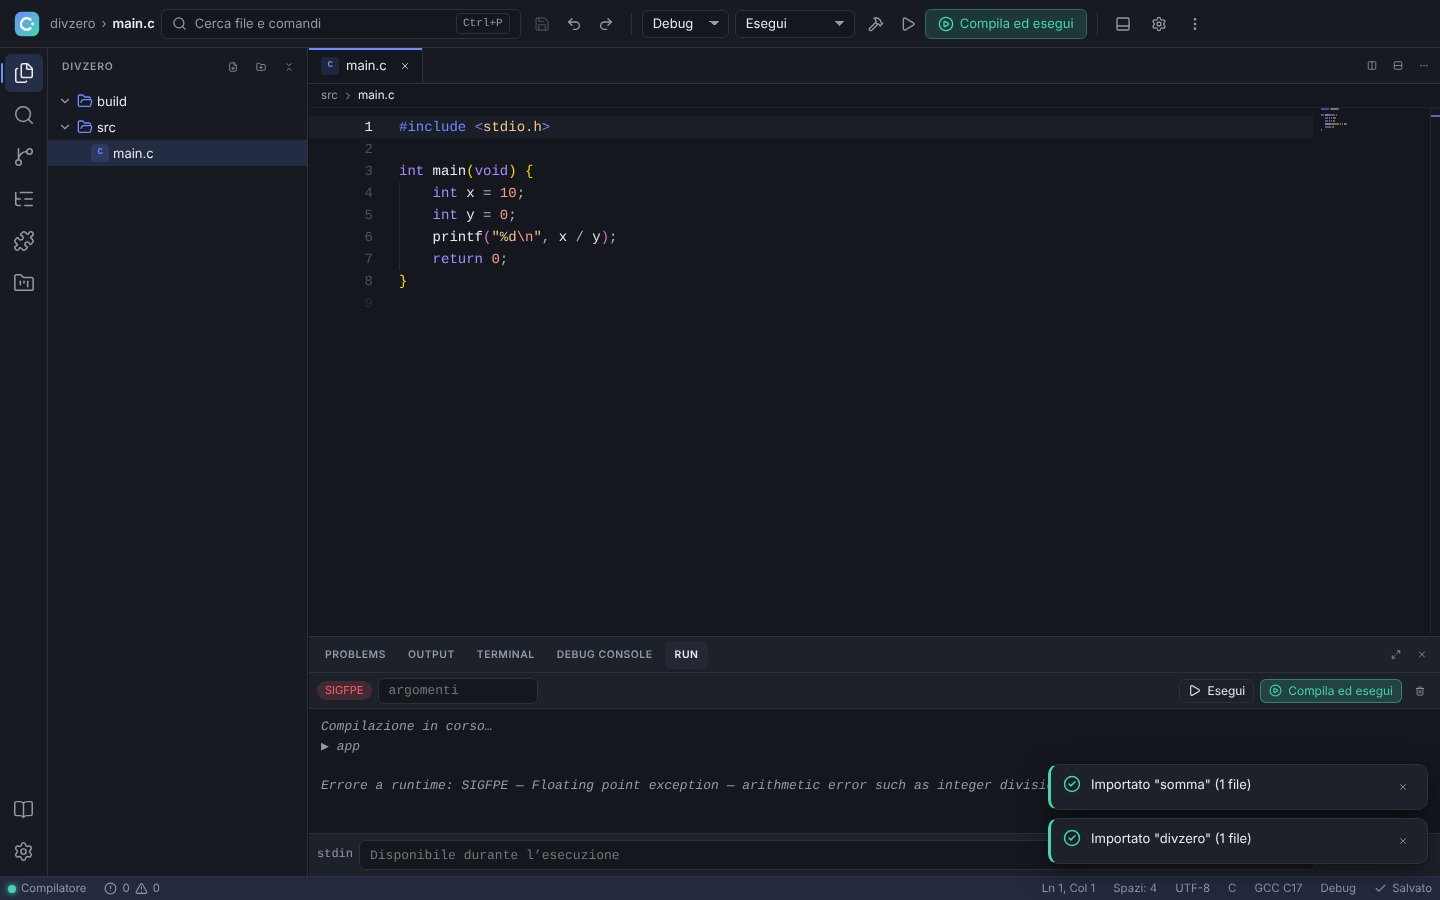 divzero › main.c
Cerca file e comandi
Ctrl+P
Debug
Esegui
Compila ed esegui
DIVZERO
build
src
C main.c
C main.c ×
src › main.c
1 #include <stdio.h>
2
3 int main(void) {
4 int x = 10;
5 int y = 0;
6 printf("%d\n", x / y);
7 return 0;
8 }
9
PROBLEMS OUTPUT TERMINAL DEBUG CONSOLE RUN
SIGFPE argomenti Esegui Compila ed esegui
Compilazione in corso…
▶ app
Errore a runtime: SIGFPE — Floating point exception — arithmetic error such as integer
Importato "somma" (1 file)
Importato "divzero" (1 file)
stdin Disponibile durante l’esecuzione
Compilatore 0 0 Ln 1, Col 1 Spazi: 4 UTF-8 C GCC C17 Debug Salvato